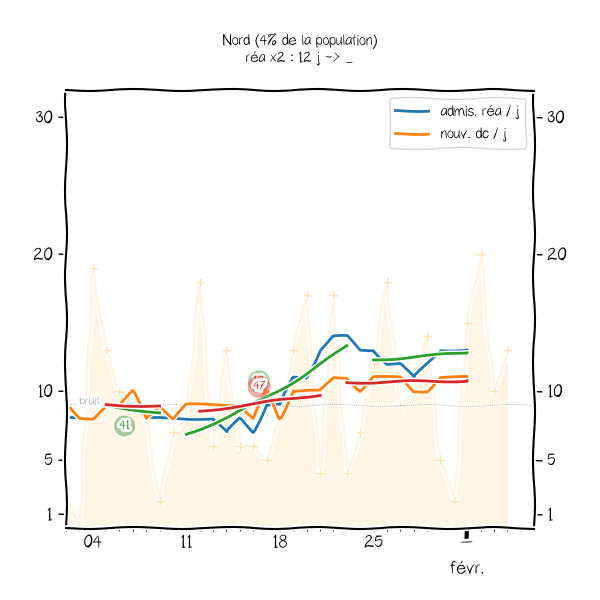 Nord (4% de la population)
réa x2 : 12 j -> _
admis. réa / j
nouv. dc / j
30
30
20
20
10
10
bruit
47
41
5
5
1
1
04
11
18
25
1
févr.